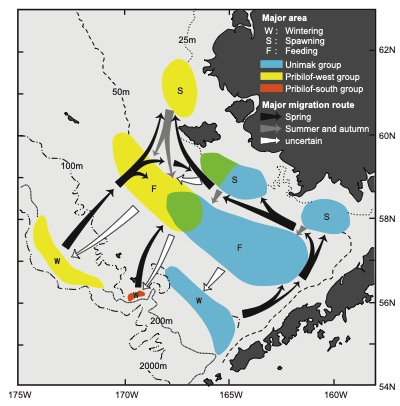 Major area
W : Wintering
S : Spawning
F : Feeding
Unimak group
Pribilof-west group
Pribilof-south group
Major migration route
Spring
Summer and autumn
uncertain
25m
50m
100m
200m
2000m
S
S
S
F
F
W
W
W
62N
60N
58N
56N
54N
175W
170W
165W
160W